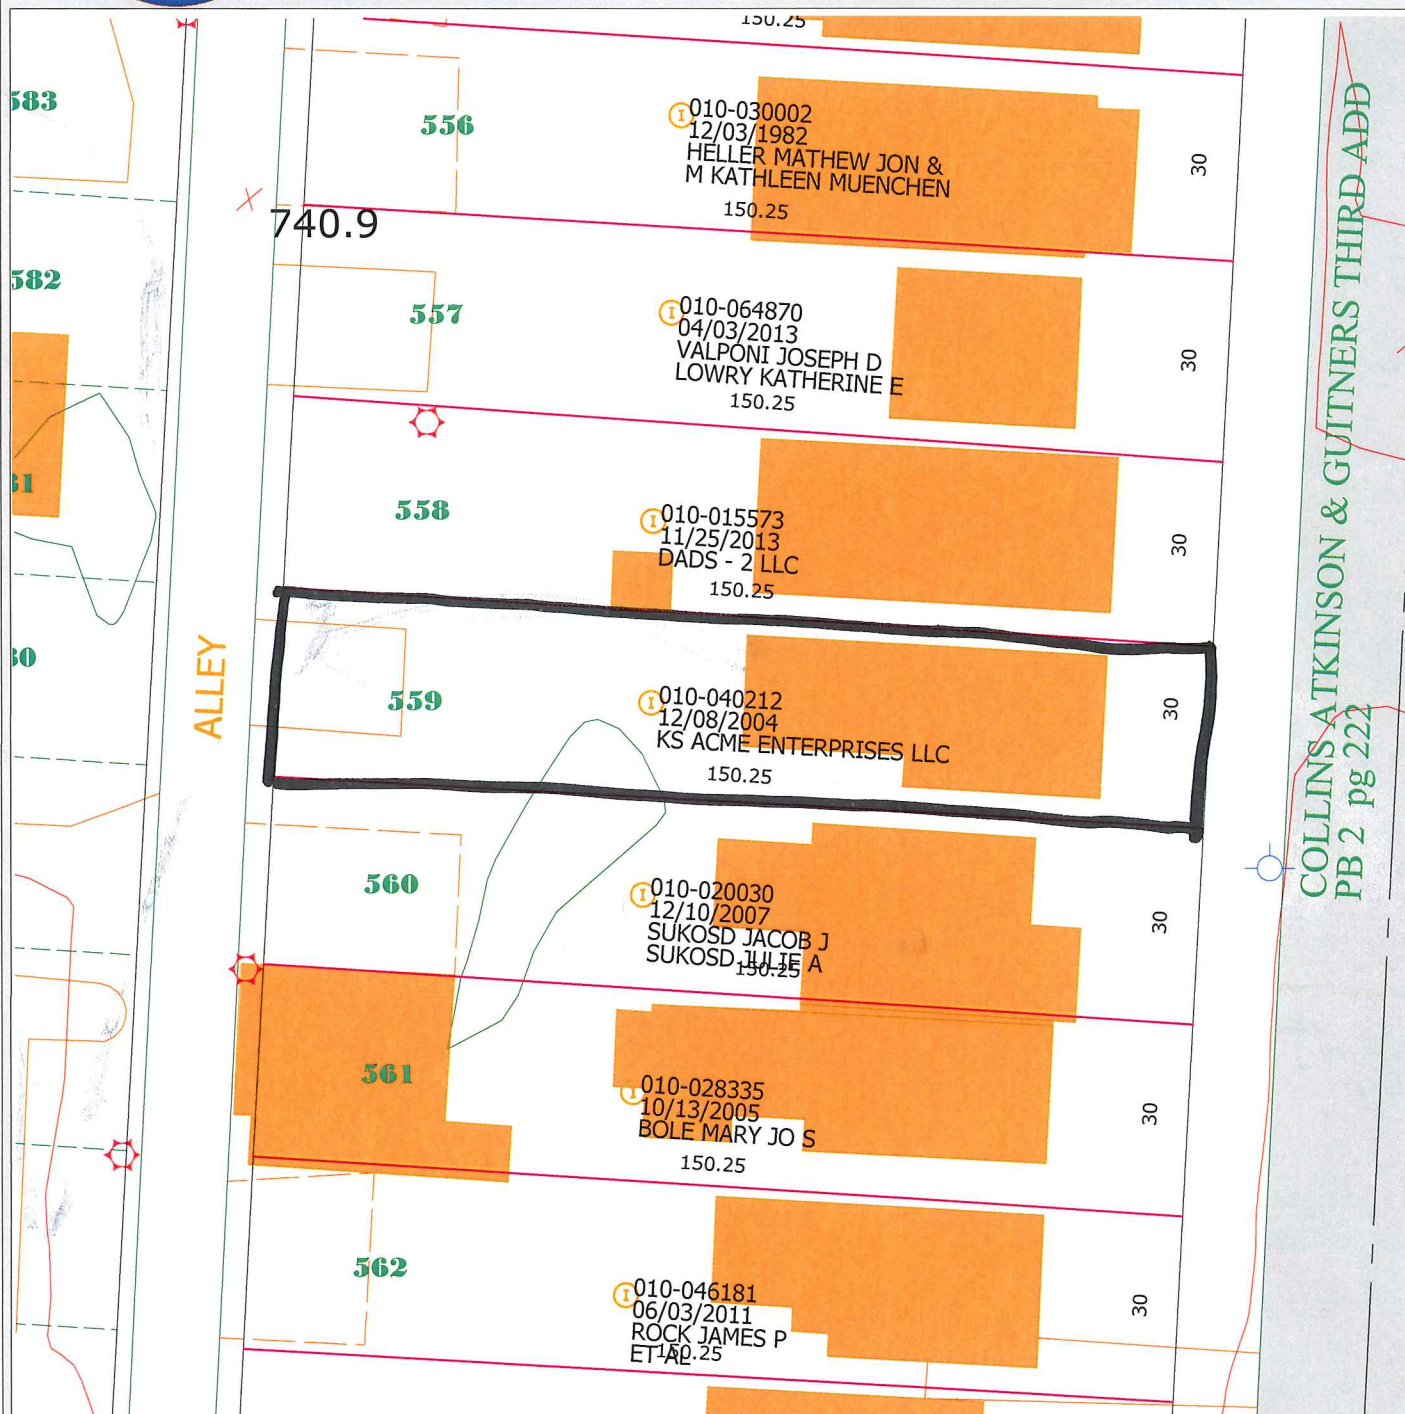 150.25
583
556
010-030002
12/03/1982
HELLER MATHEW JON &
M KATHLEEN MUENCHEN
150.25
30
740.9
582
557
010-064870
04/03/2013
VALPONI JOSEPH D
LOWRY KATHERINE E
150.25
30
31
558
010-015573
11/25/2013
DADS - 2 LLC
150.25
30
30
ALLEY
559
010-040212
12/08/2004
KS ACME ENTERPRISES LLC
150.25
30
COLLINS ATKINSON & GUITNERS THIRD ADD
PB 2 pg 222
560
010-020030
12/10/2007
SUKOSD JACOB J
SUKOSD JULIE A
150.25
30
561
010-028335
10/13/2005
BOLE MARY JO S
150.25
30
562
010-046181
06/03/2011
ROCK JAMES P
ET AL
150.25
30